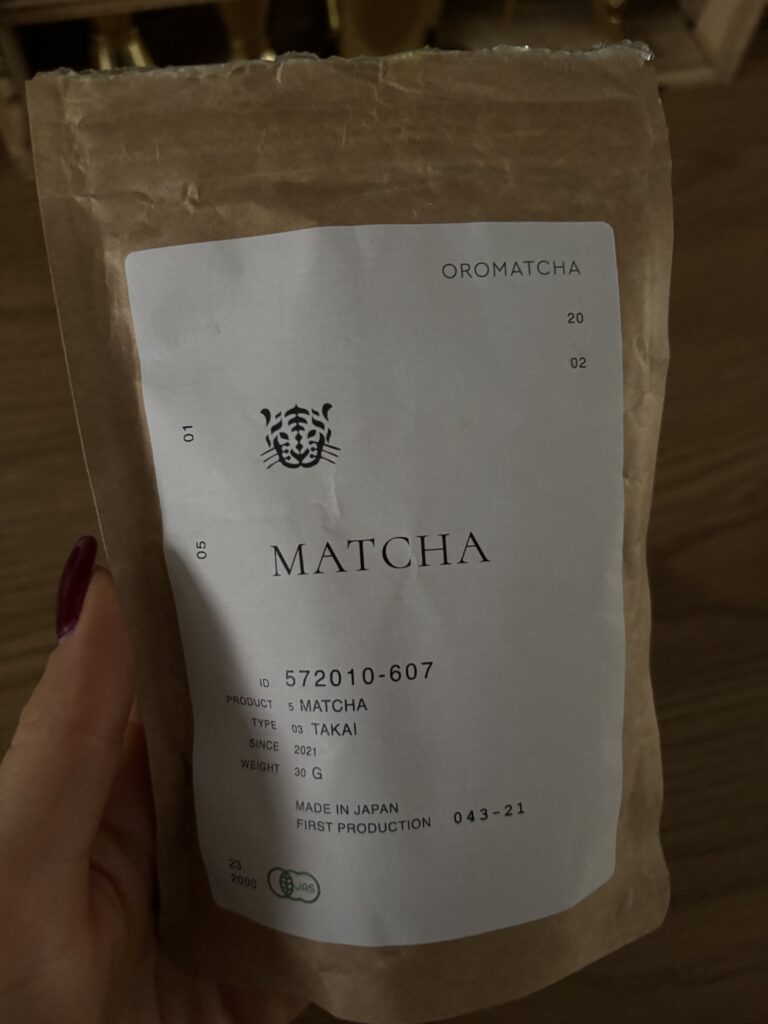 OROMATCHA
20
02
01
05
MATCHA
ID 572010-607
PRODUCT 5 MATCHA
TYPE 03 TAKAI
SINCE 2021
WEIGHT 30 G
MADE IN JAPAN
FIRST PRODUCTION 043-21
23
2000
JAS